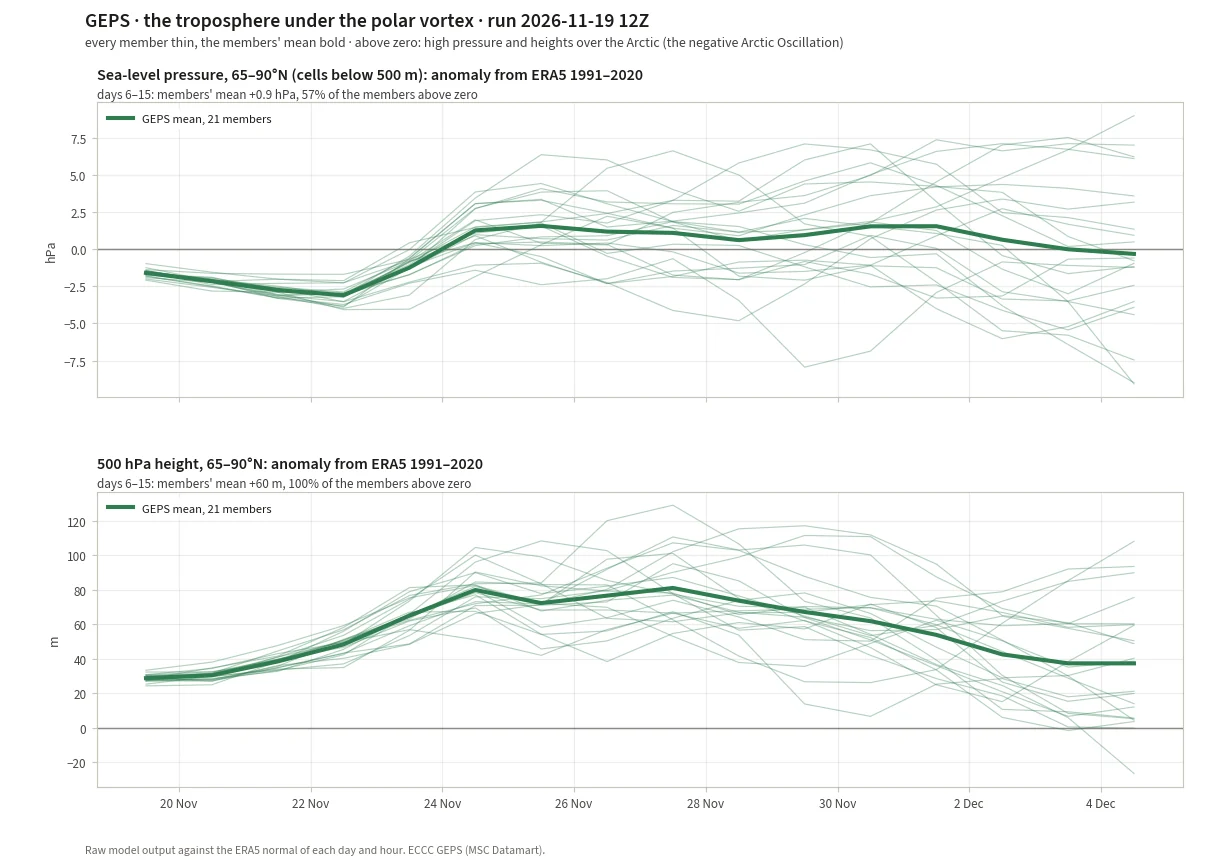 GEPS · the troposphere under the polar vortex · run 2026-11-19 12Z
every member thin, the members' mean bold · above zero: high pressure and heights over the Arctic (the negative Arctic Oscillation)
Sea-level pressure, 65–90°N (cells below 500 m): anomaly from ERA5 1991–2020
days 6–15: members' mean +0.9 hPa, 57% of the members above zero
GEPS mean, 21 members
7.5
5.0
2.5
0.0
−2.5
−5.0
−7.5
hPa
500 hPa height, 65–90°N: anomaly from ERA5 1991–2020
days 6–15: members' mean +60 m, 100% of the members above zero
GEPS mean, 21 members
120
100
80
60
40
20
0
−20
m
20 Nov
22 Nov
24 Nov
26 Nov
28 Nov
30 Nov
2 Dec
4 Dec
Raw model output against the ERA5 normal of each day and hour. ECCC GEPS (MSC Datamart).